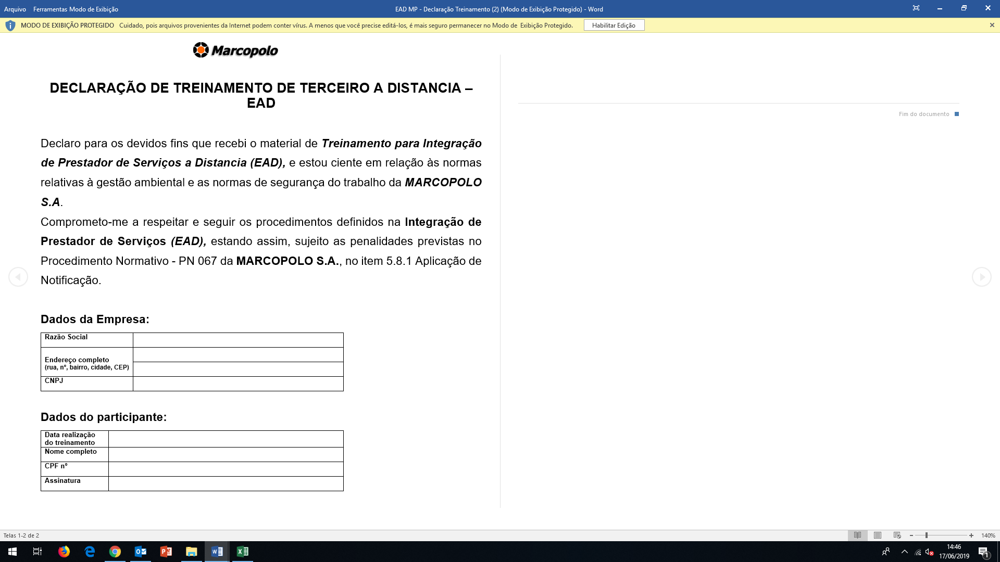 Arquivo Ferramentas Modo de Exibição
EAD MP - Declaração Treinamento (2) (Modo de Exibição Protegido) - Word
MODO DE EXIBIÇÃO PROTEGIDO Cuidado, pois arquivos provenientes da Internet podem conter vírus. A menos que você precise editá-los, é mais seguro permanecer no Modo de Exibição Protegido. Habilitar Edição
Marcopolo
DECLARAÇÃO DE TREINAMENTO DE TERCEIRO A DISTANCIA –
EAD
Declaro para os devidos fins que recebi o material de Treinamento para Integração
de Prestador de Serviços a Distancia (EAD), e estou ciente em relação às normas
relativas à gestão ambiental e as normas de segurança do trabalho da MARCOPOLO
S.A.
Comprometo-me a respeitar e seguir os procedimentos definidos na Integração de
Prestador de Serviços (EAD), estando assim, sujeito as penalidades previstas no
Procedimento Normativo - PN 067 da MARCOPOLO S.A., no item 5.8.1 Aplicação de
Notificação.
Dados da Empresa:
Razão Social
Endereço completo
(rua, nº, bairro, cidade, CEP)
CNPJ
Dados do participante:
Data realização
do treinamento
Nome completo
CPF nº
Assinatura
Fim do documento
Telas 1-2 de 2
140%
14:46
17/06/2019
1